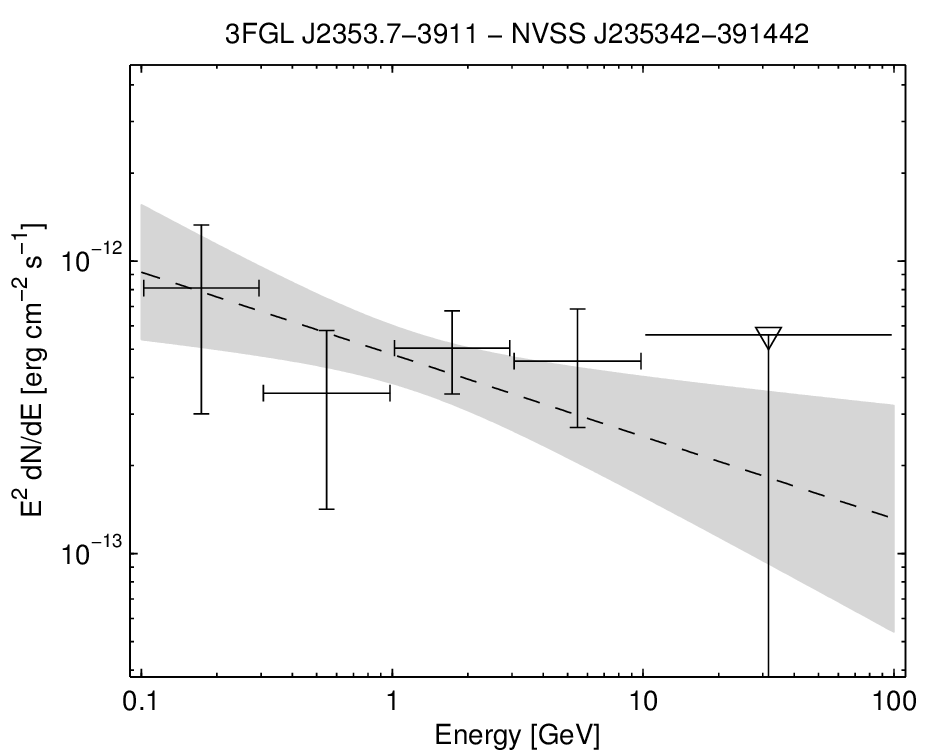 3FGL J2353.7−3911 − NVSS J235342−391442
E² dN/dE [erg cm⁻² s⁻¹]
10⁻¹²
10⁻¹³
0.1 1 10 100
Energy [GeV]